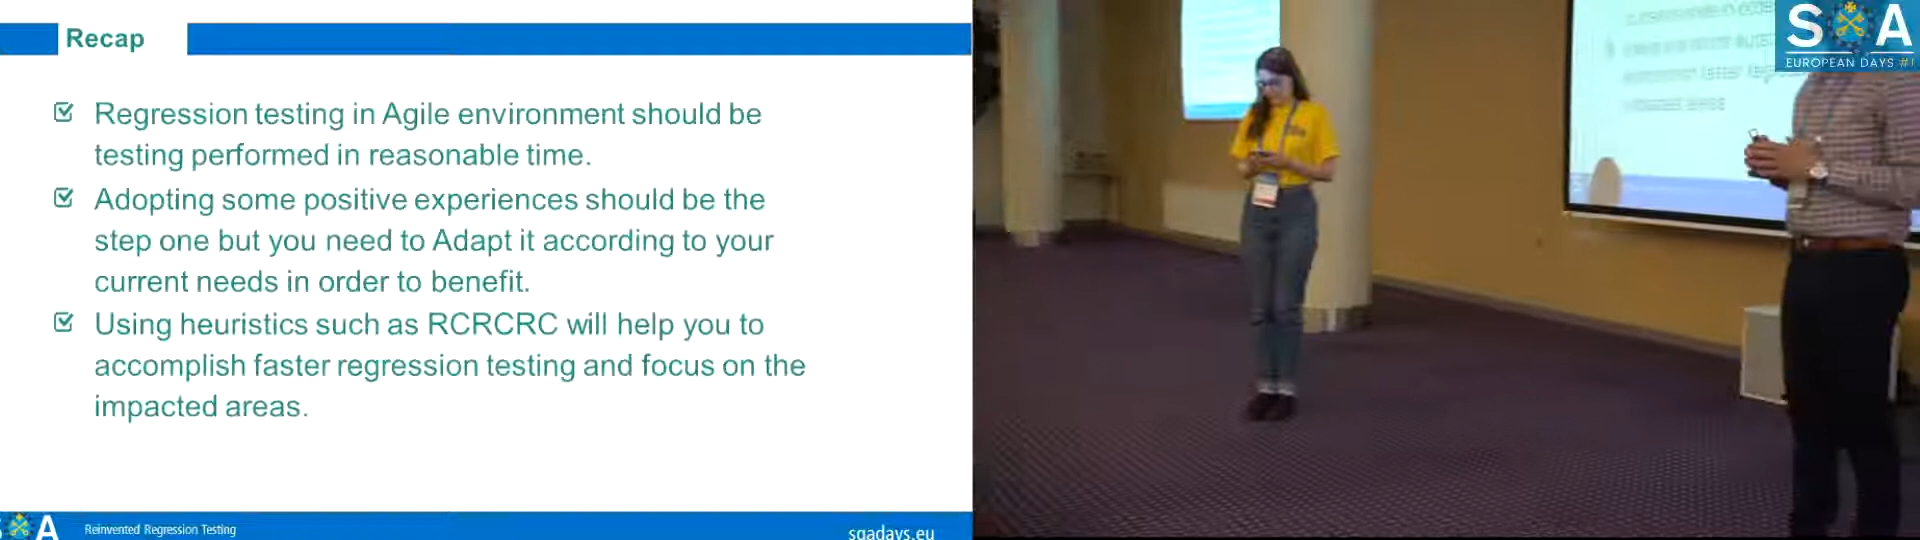 Recap
Regression testing in Agile environment should be
testing performed in reasonable time.
Adopting some positive experiences should be the
step one but you need to Adapt it according to your
current needs in order to benefit.
Using heuristics such as RCRCRC will help you to
accomplish faster regression testing and focus on the
impacted areas.
Reinvented Regression Testing
sqadays.eu
S A
EUROPEAN DAYS #1